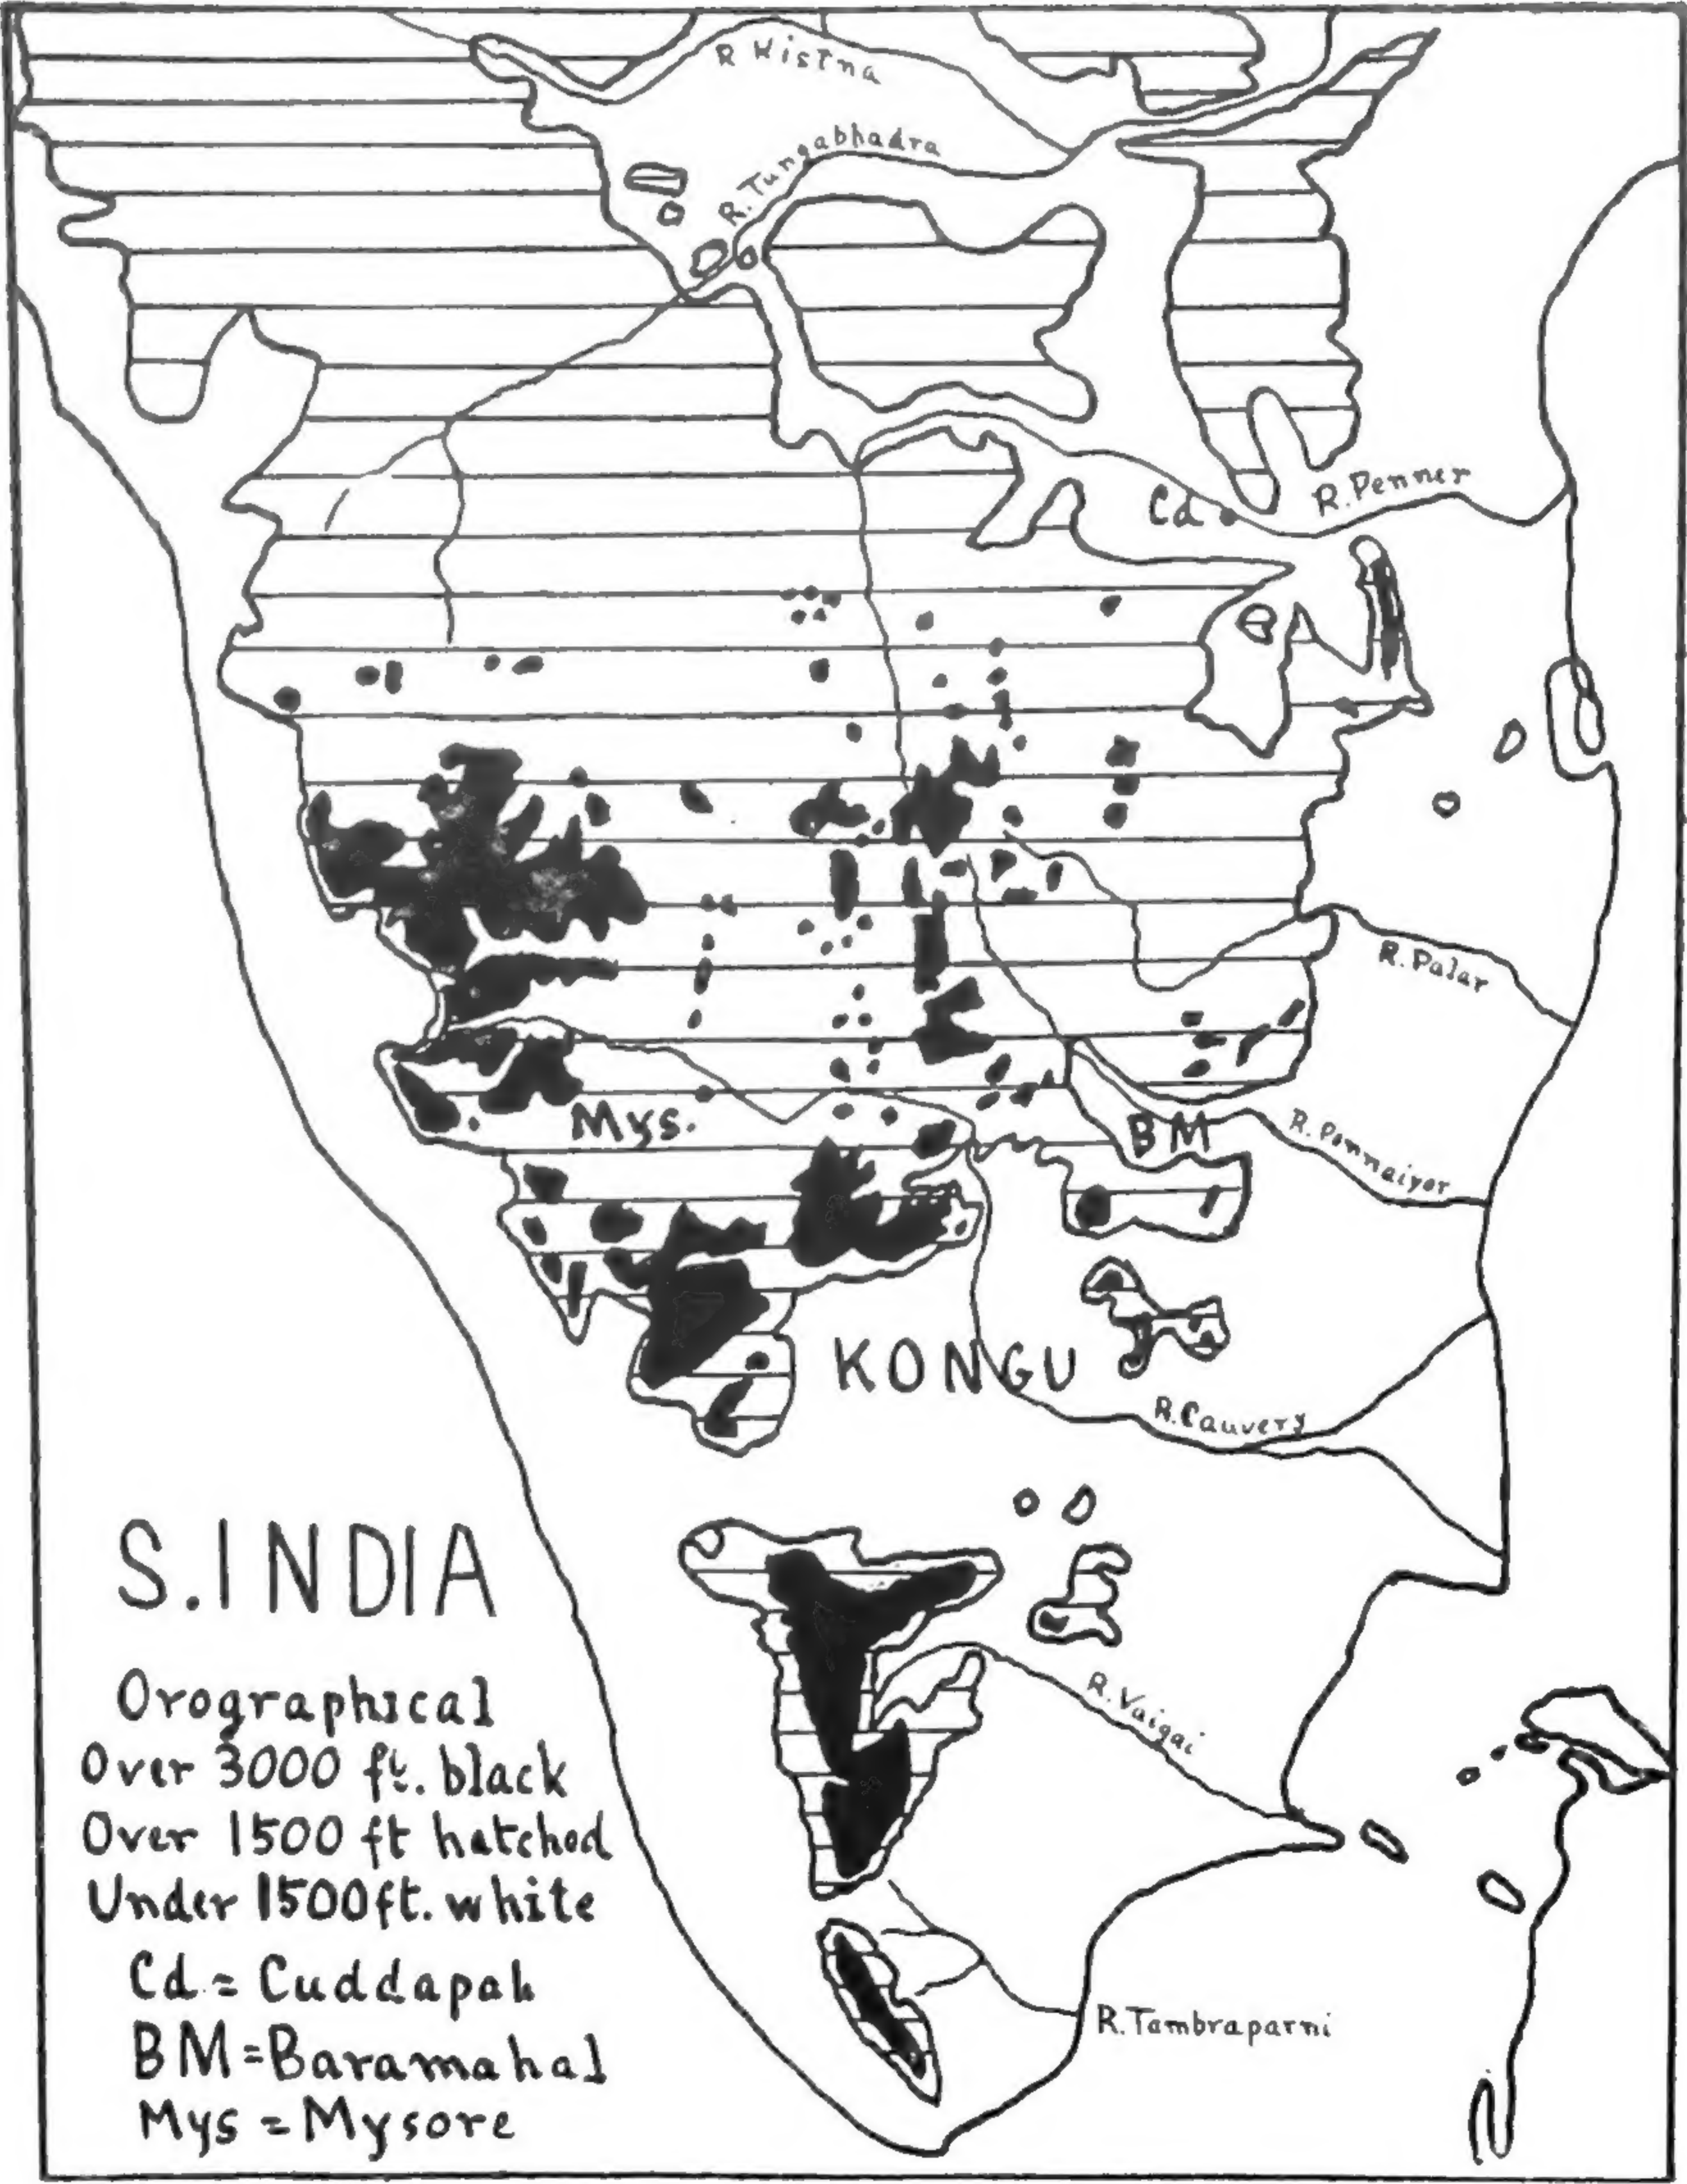 R Kistna
R. Tungabhadra
R. Penner
Cd
R. Palar
Mys.
BM
R. Ponnaiyar
KONGU
R. Cauvery
S. INDIA
Orographical
Over 3000 ft. black
Over 1500 ft hatched
Under 1500 ft. white
Cd. = Cuddapah
BM = Baramahal
Mys = Mysore
R. Vaigai
R. Tambraparni